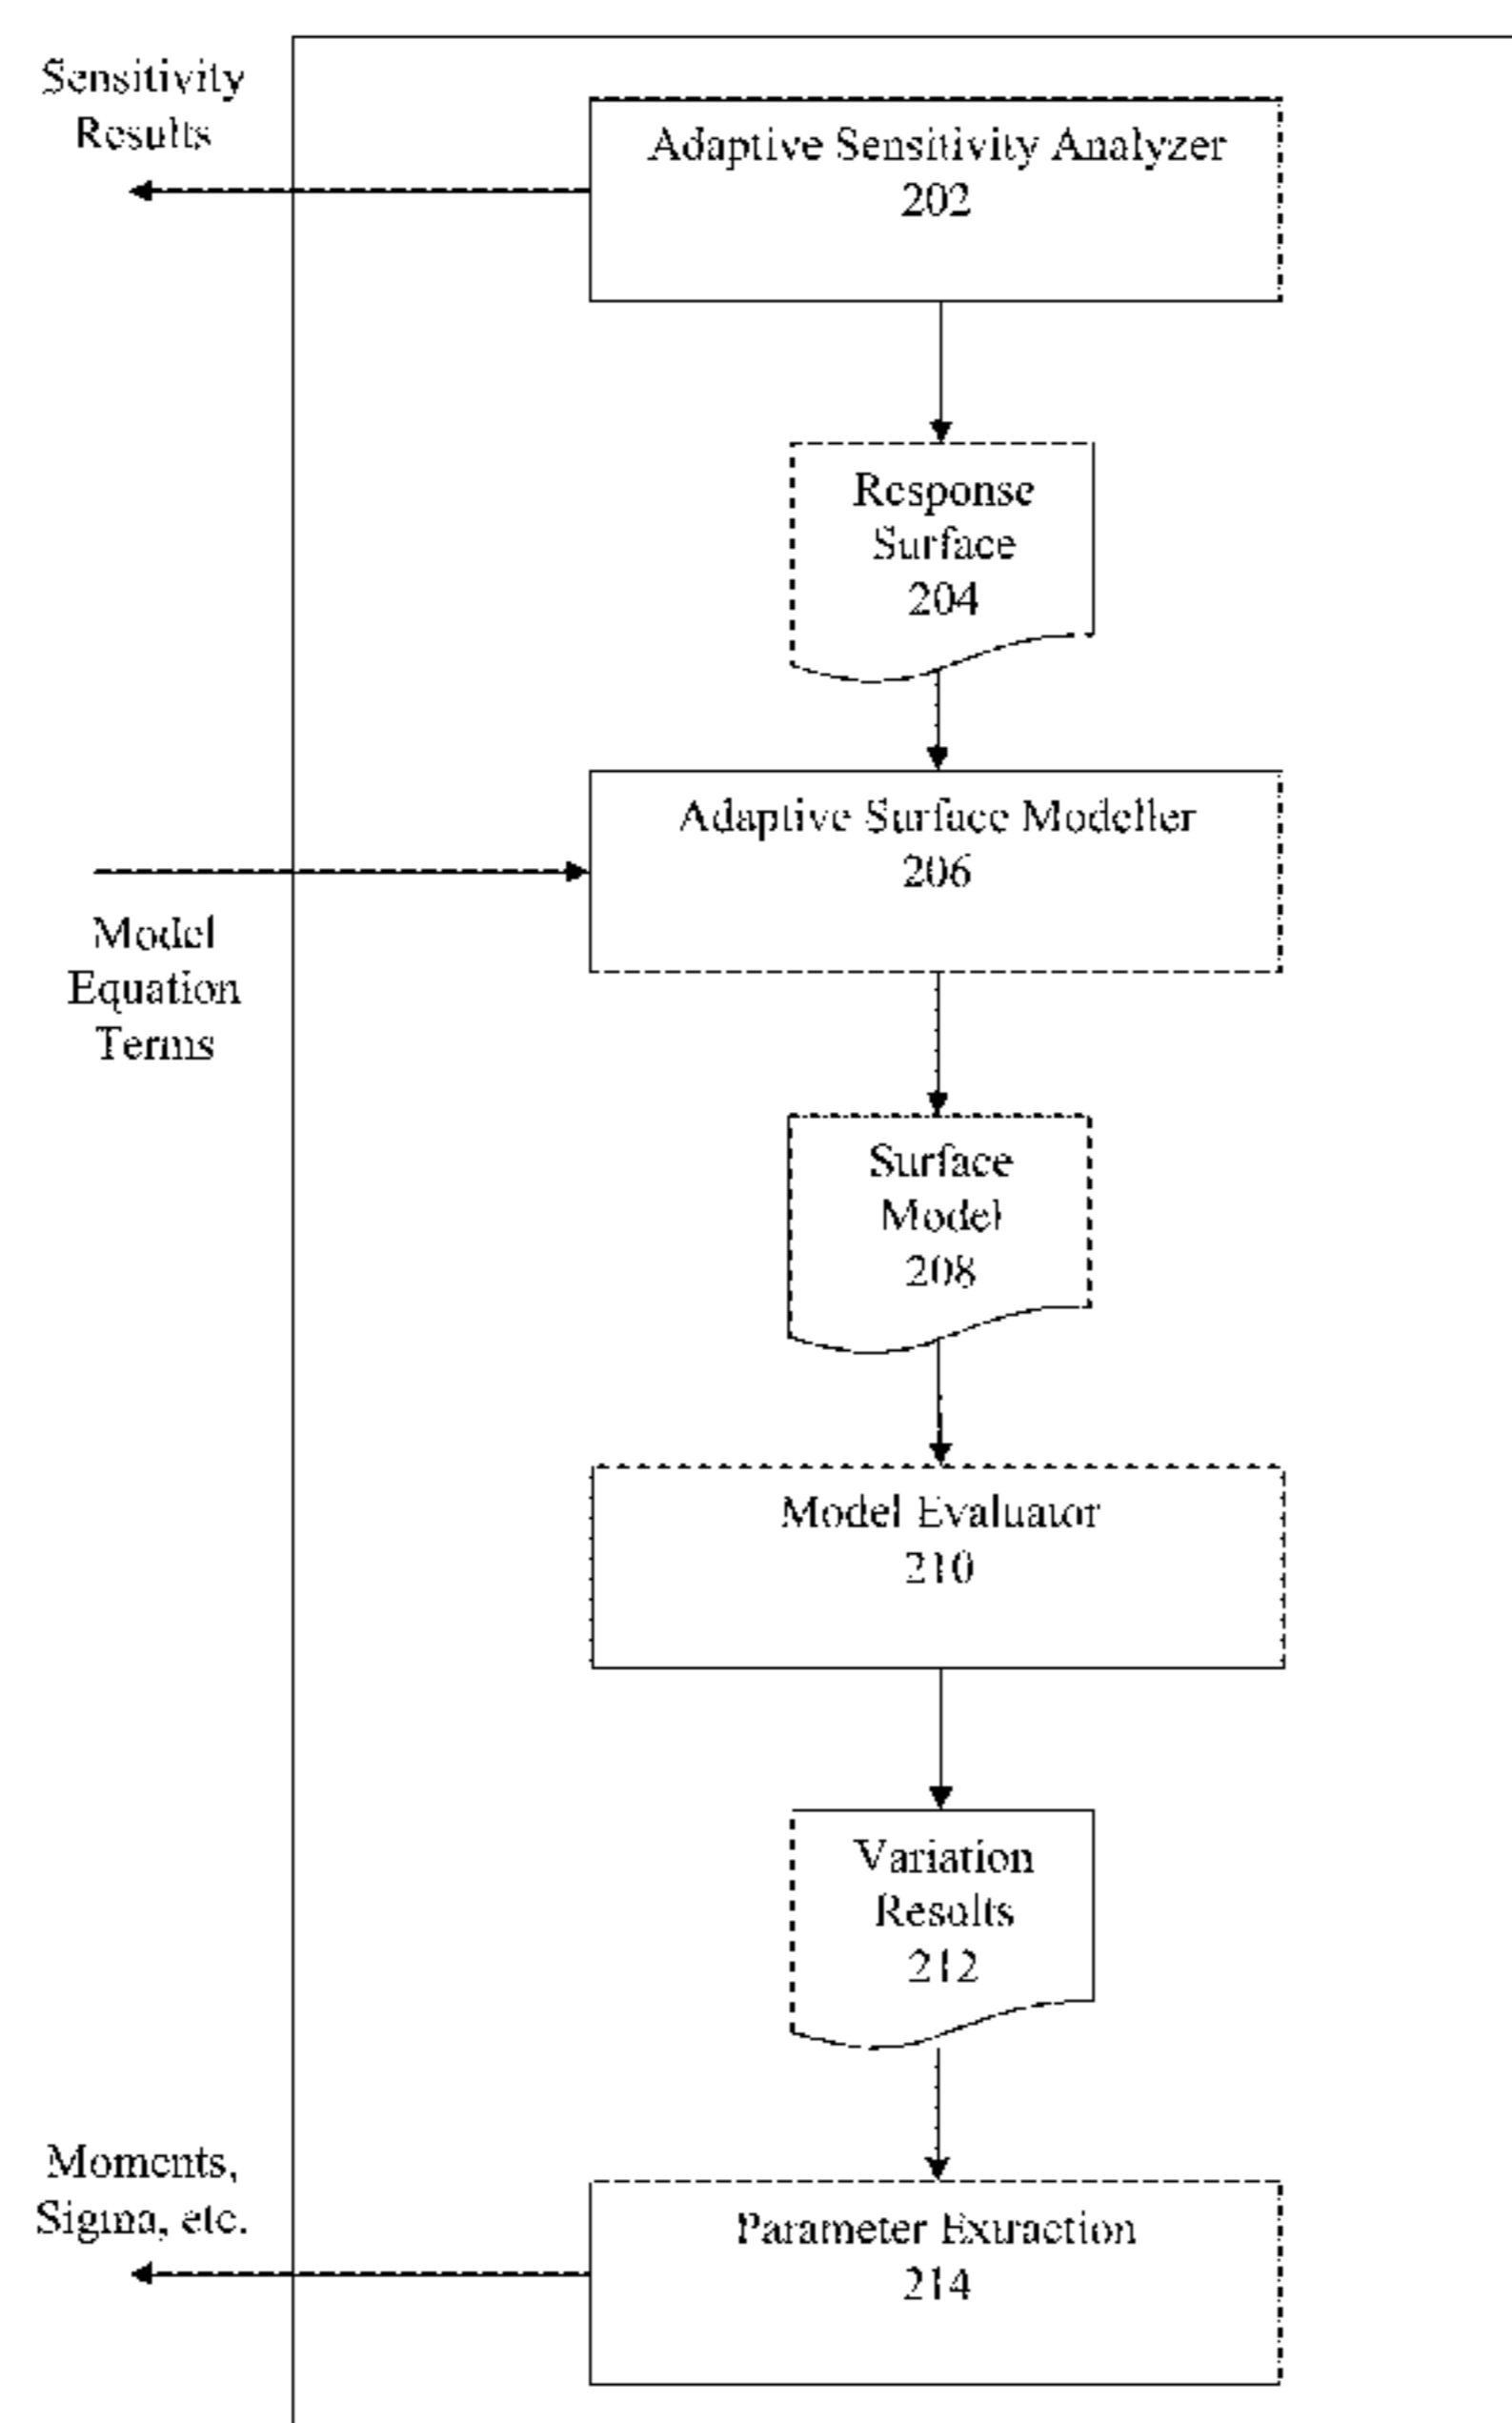 Sensitivity
Results
Adaptive Sensitivity Analyzer
202
Response
Surface
204
Adaptive Surface Modeller
206
Model
Equation
Terms
Surface
Model
208
Model Evaluator
210
Variation
Results
212
Moments,
Sigma, etc.
Parameter Extraction
214